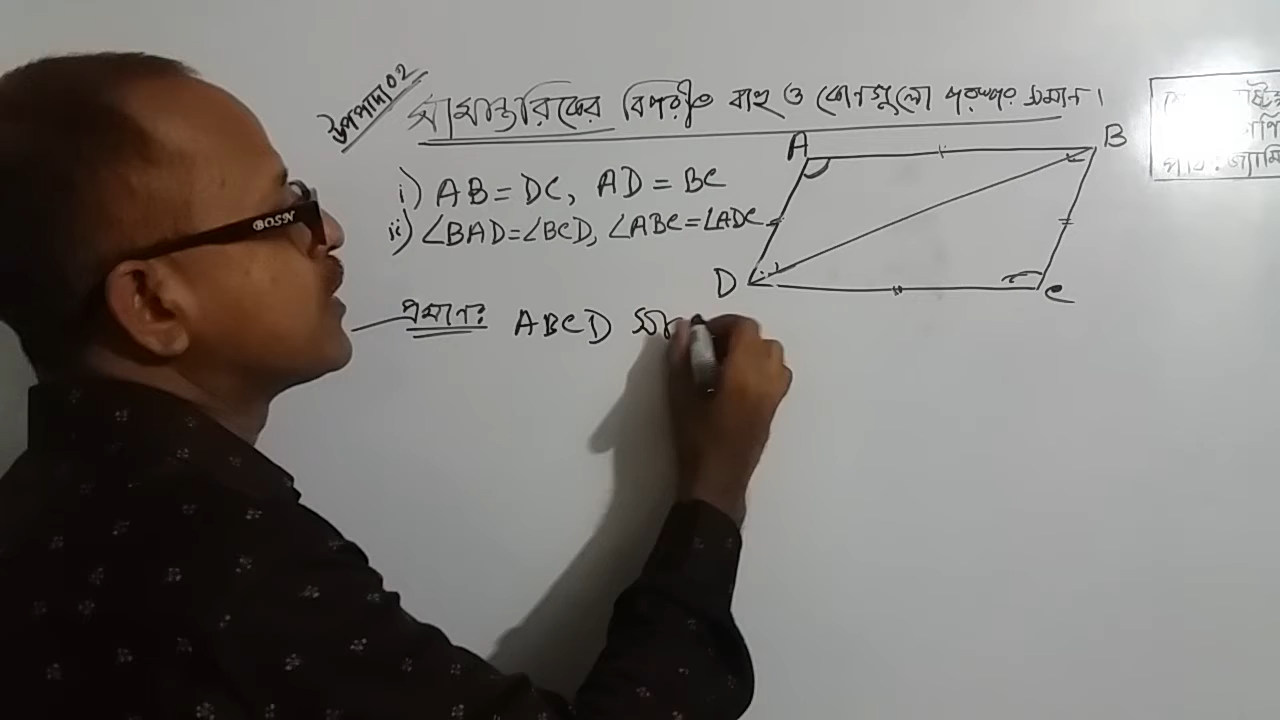 উপপাদ্য ০২
সামান্তরিকের বিপরীত বাহু ও কোণগুলো পরস্পর সমান।
i) AB = DC, AD = BC
ii) ∠BAD = ∠BCD, ∠ABC = ∠ADC
A
B
D
C
প্রমাণঃ ABCD সা
BOSN